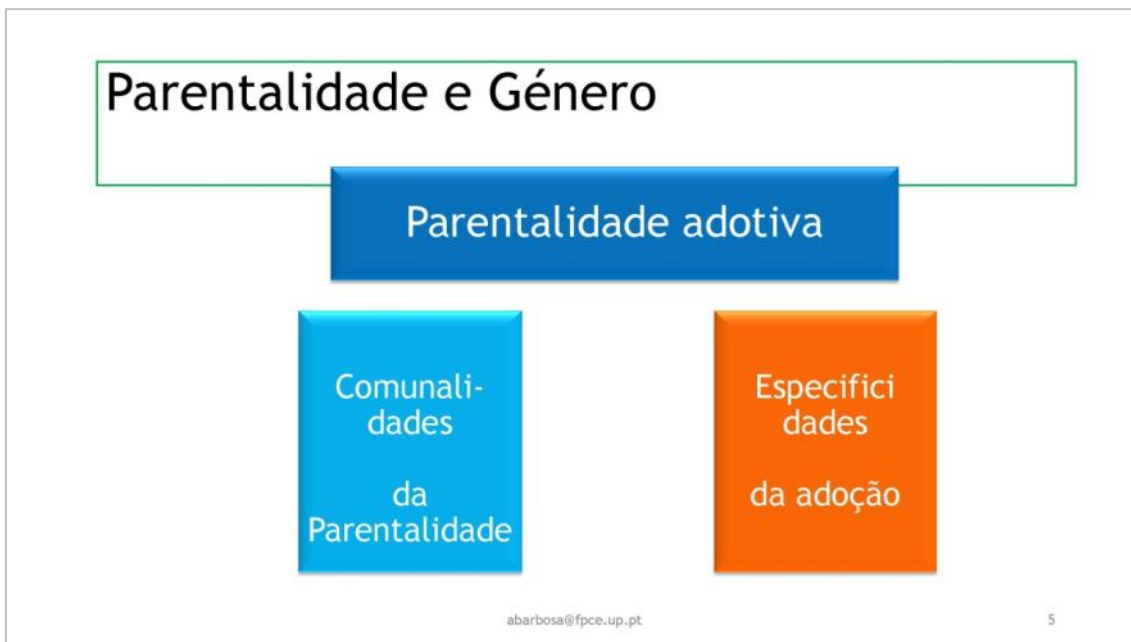 Parentalidade e Género
Parentalidade adotiva
Comunali-
dades
da
Parentalidade
Especifici
dades
da adoção
abarbosa@fpce.up.pt
5